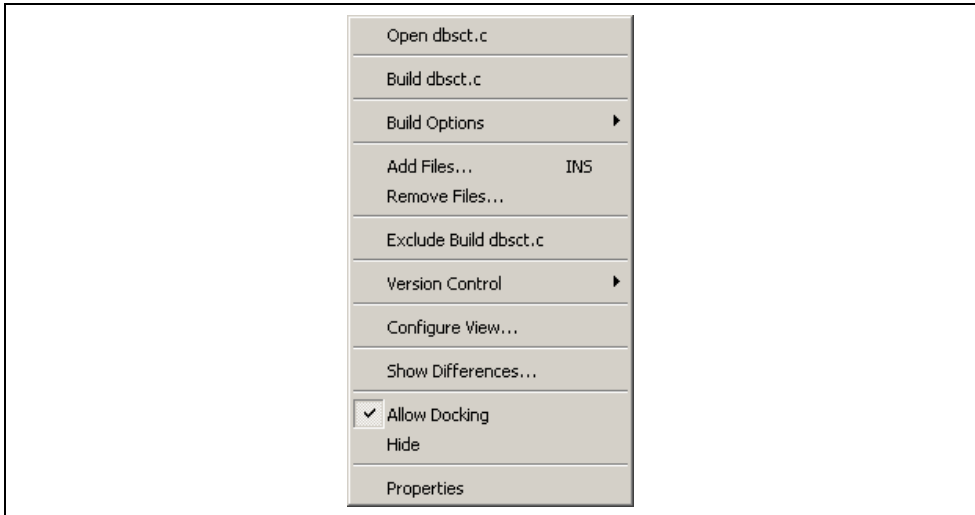 Open dbsct.c
Build dbsct.c
Build Options
Add Files... INS
Remove Files...
Exclude Build dbsct.c
Version Control
Configure View...
Show Differences...
Allow Docking
Hide
Properties